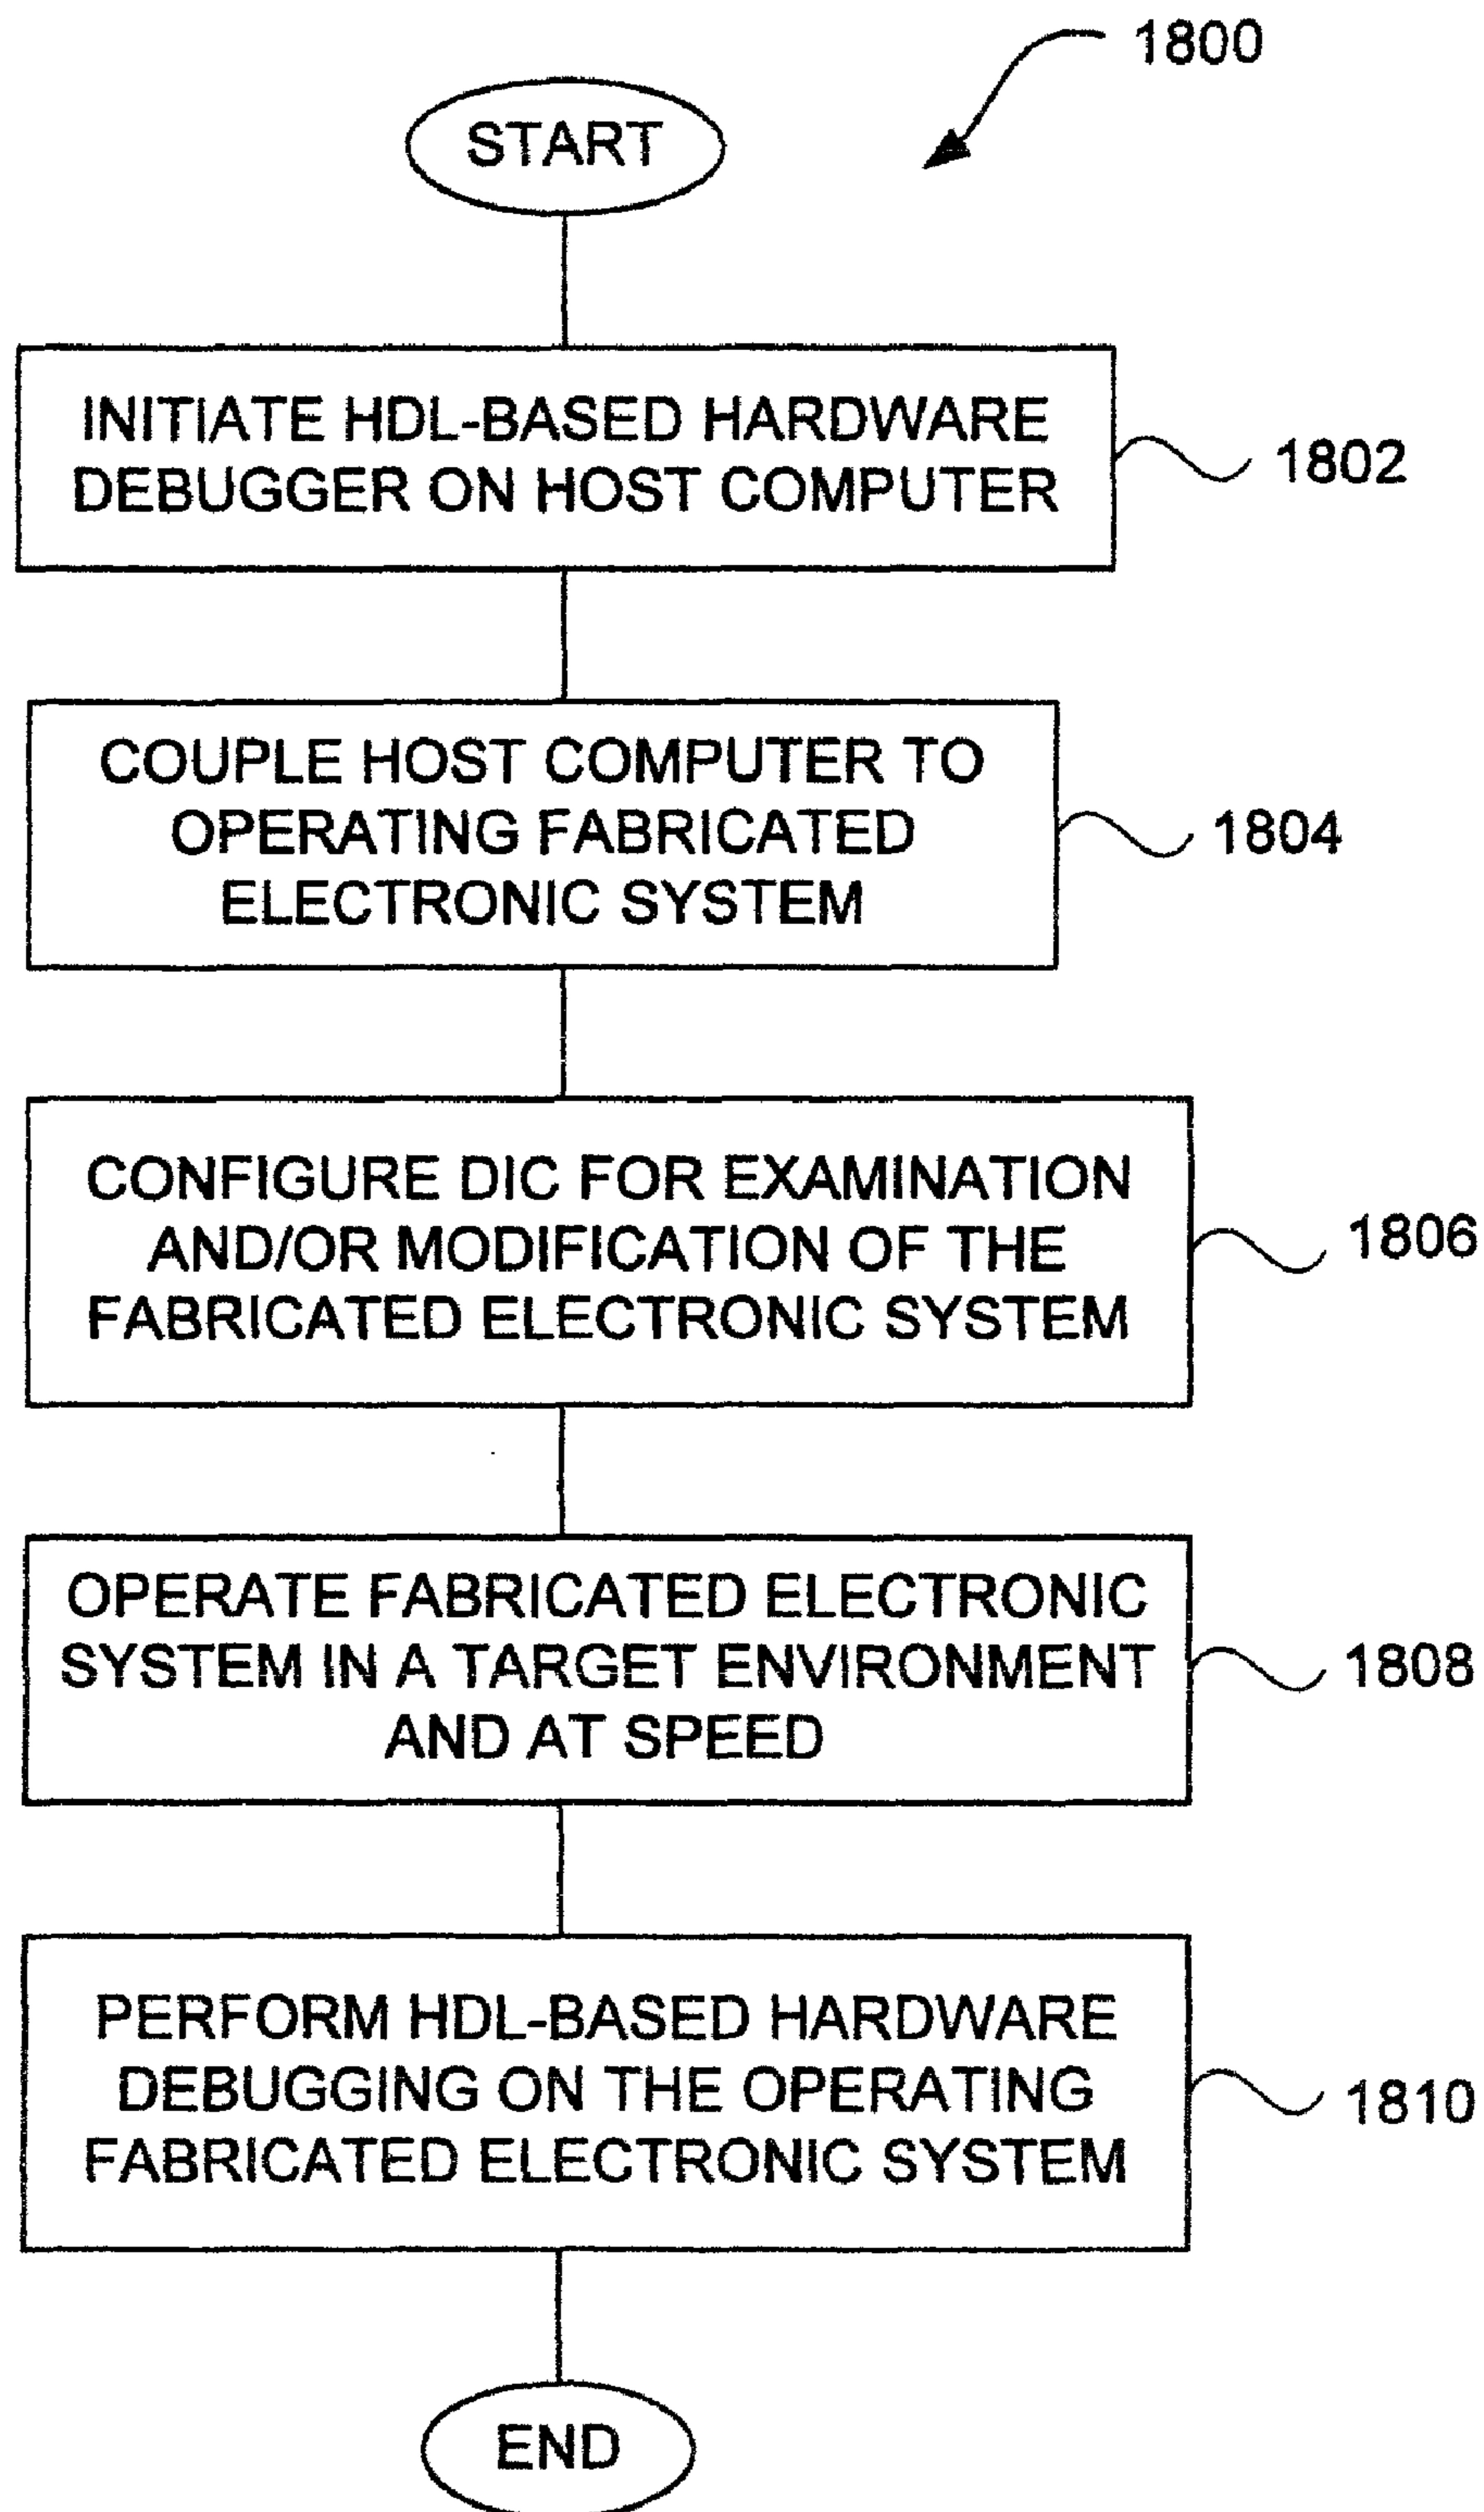 1800
START
INITIATE HDL-BASED HARDWARE
DEBUGGER ON HOST COMPUTER
1802
COUPLE HOST COMPUTER TO
OPERATING FABRICATED
ELECTRONIC SYSTEM
1804
CONFIGURE DIC FOR EXAMINATION
AND/OR MODIFICATION OF THE
FABRICATED ELECTRONIC SYSTEM
1806
OPERATE FABRICATED ELECTRONIC
SYSTEM IN A TARGET ENVIRONMENT
AND AT SPEED
1808
PERFORM HDL-BASED HARDWARE
DEBUGGING ON THE OPERATING
FABRICATED ELECTRONIC SYSTEM
1810
END